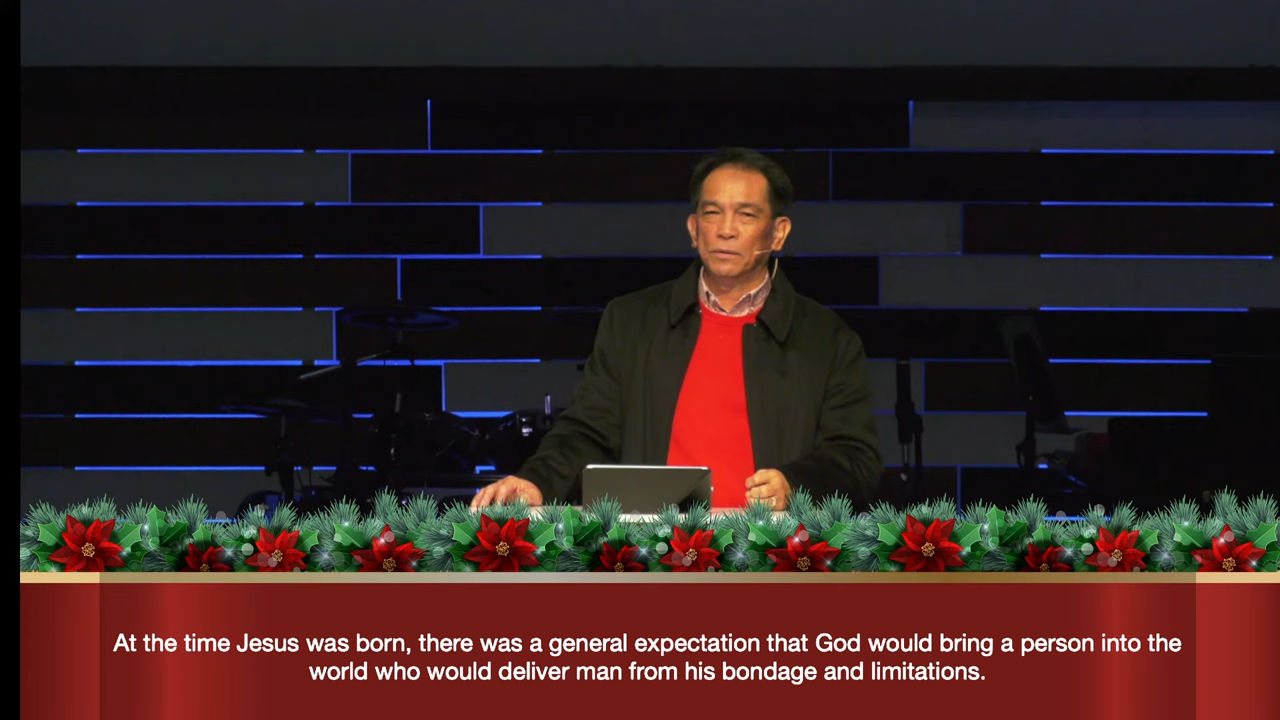 At the time Jesus was born, there was a general expectation that God would bring a person into the
world who would deliver man from his bondage and limitations.